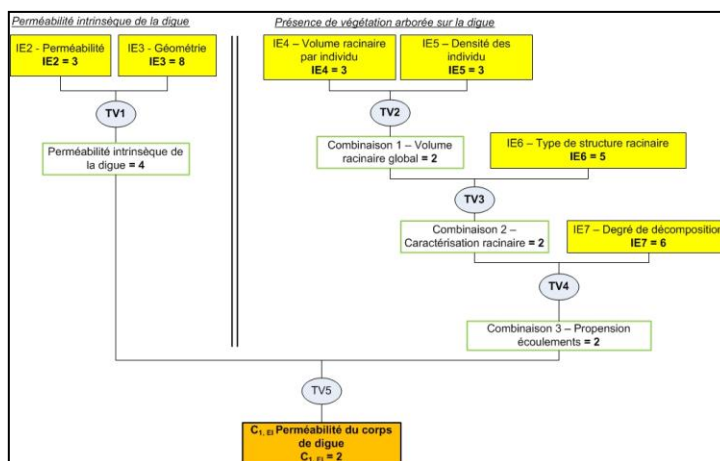 Perméabilité intrinsèque de la digue
Présence de végétation arborée sur la digue
IE2 - Perméabilité
IE2 = 3
IE3 - Géométrie
IE3 = 8
IE4 – Volume racinaire
par individu
IE4 = 3
IE5 – Densité des
individu
IE5 = 3
TV1
TV2
Perméabilité intrinsèque de
la digue = 4
Combinaison 1 – Volume
racinaire global = 2
IE6 – Type de structure racinaire
IE6 = 5
TV3
Combinaison 2 –
Caractérisation racinaire = 2
IE7 – Degré de décomposition
IE7 = 6
TV4
Combinaison 3 – Propension
écoulements = 2
TV5
C1, EI Perméabilité du corps
de digue
C1, EI = 2